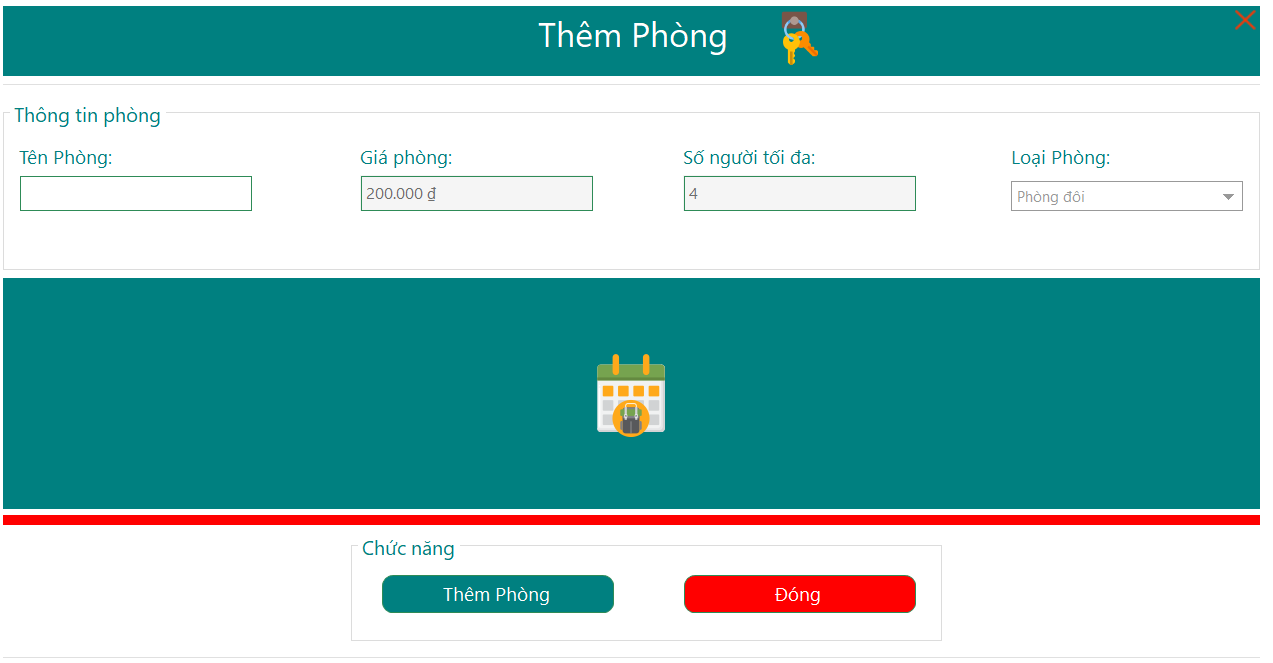 Thêm Phòng
Thông tin phòng
Tên Phòng:
Giá phòng:
Số người tối đa:
Loại Phòng:
200.000 ₫
4
Phòng đôi
Chức năng
Thêm Phòng
Đóng